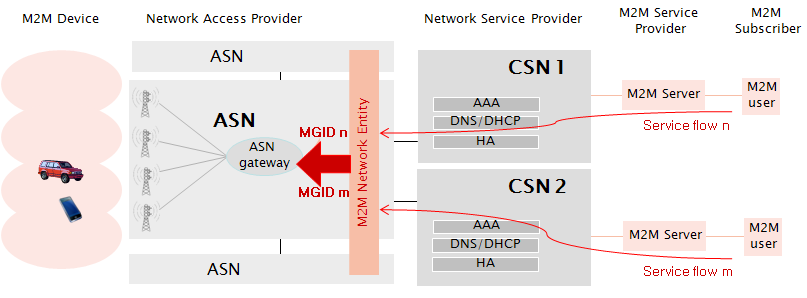 M2M Device
Network Access Provider
Network Service Provider
M2M Service
Provider
M2M
Subscriber
ASN
ASN
ASN
gateway
MGID n
MGID m
M2M Network Entity
ASN
CSN 1
AAA
DNS/DHCP
HA
M2M Server
M2M
user
Service flow n
CSN 2
AAA
DNS/DHCP
HA
M2M Server
M2M
user
Service flow m